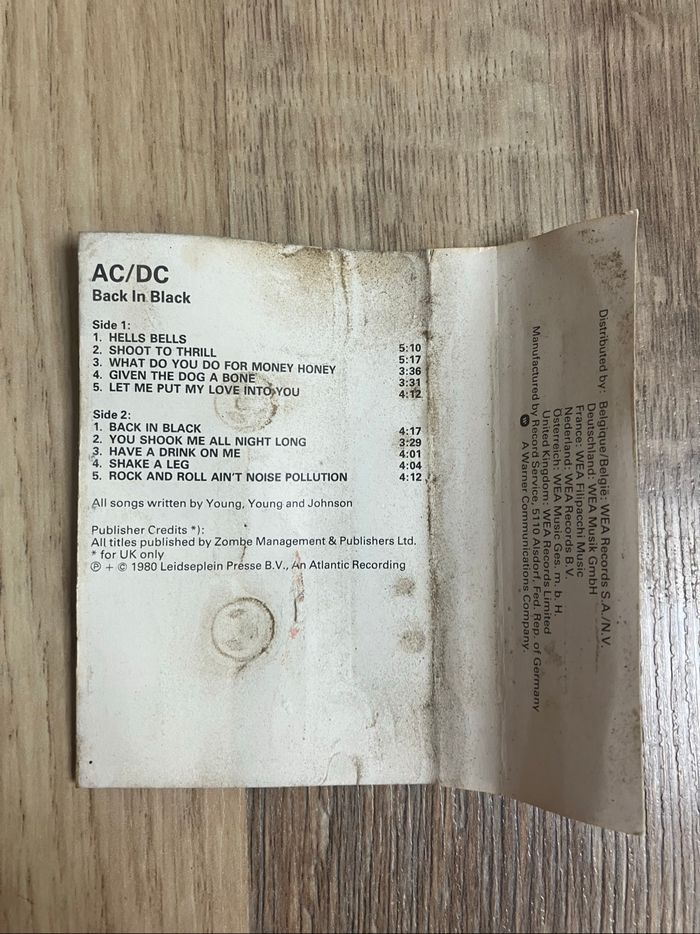 AC/DC
Back In Black
Side 1:
1. HELLS BELLS 5:10
2. SHOOT TO THRILL 5:17
3. WHAT DO YOU DO FOR MONEY HONEY 3:36
4. GIVEN THE DOG A BONE 3:31
5. LET ME PUT MY LOVE INTO YOU 4:12
Side 2:
1. BACK IN BLACK 4:17
2. YOU SHOOK ME ALL NIGHT LONG 3:29
3. HAVE A DRINK ON ME 4:01
4. SHAKE A LEG 4:04
5. ROCK AND ROLL AIN'T NOISE POLLUTION 4:12
All songs written by Young, Young and Johnson
Publisher Credits *):
All titles published by Zombe Management & Publishers Ltd.
* for UK only
℗ + © 1980 Leidseplein Presse B.V., An Atlantic Recording
Distributed by: Belgique/België: WEA Records S.A./N.V.
Deutschland: WEA Musik GmbH
France: WEA Filipacchi Music
Nederland: WEA Records B.V.
Österreich: WEA Music Ges. m. b. H.
United Kingdom: WEA Records Limited
Manufactured by Record Service, 5110 Alsdorf, Fed. Rep. of Germany
A Warner Communications Company.